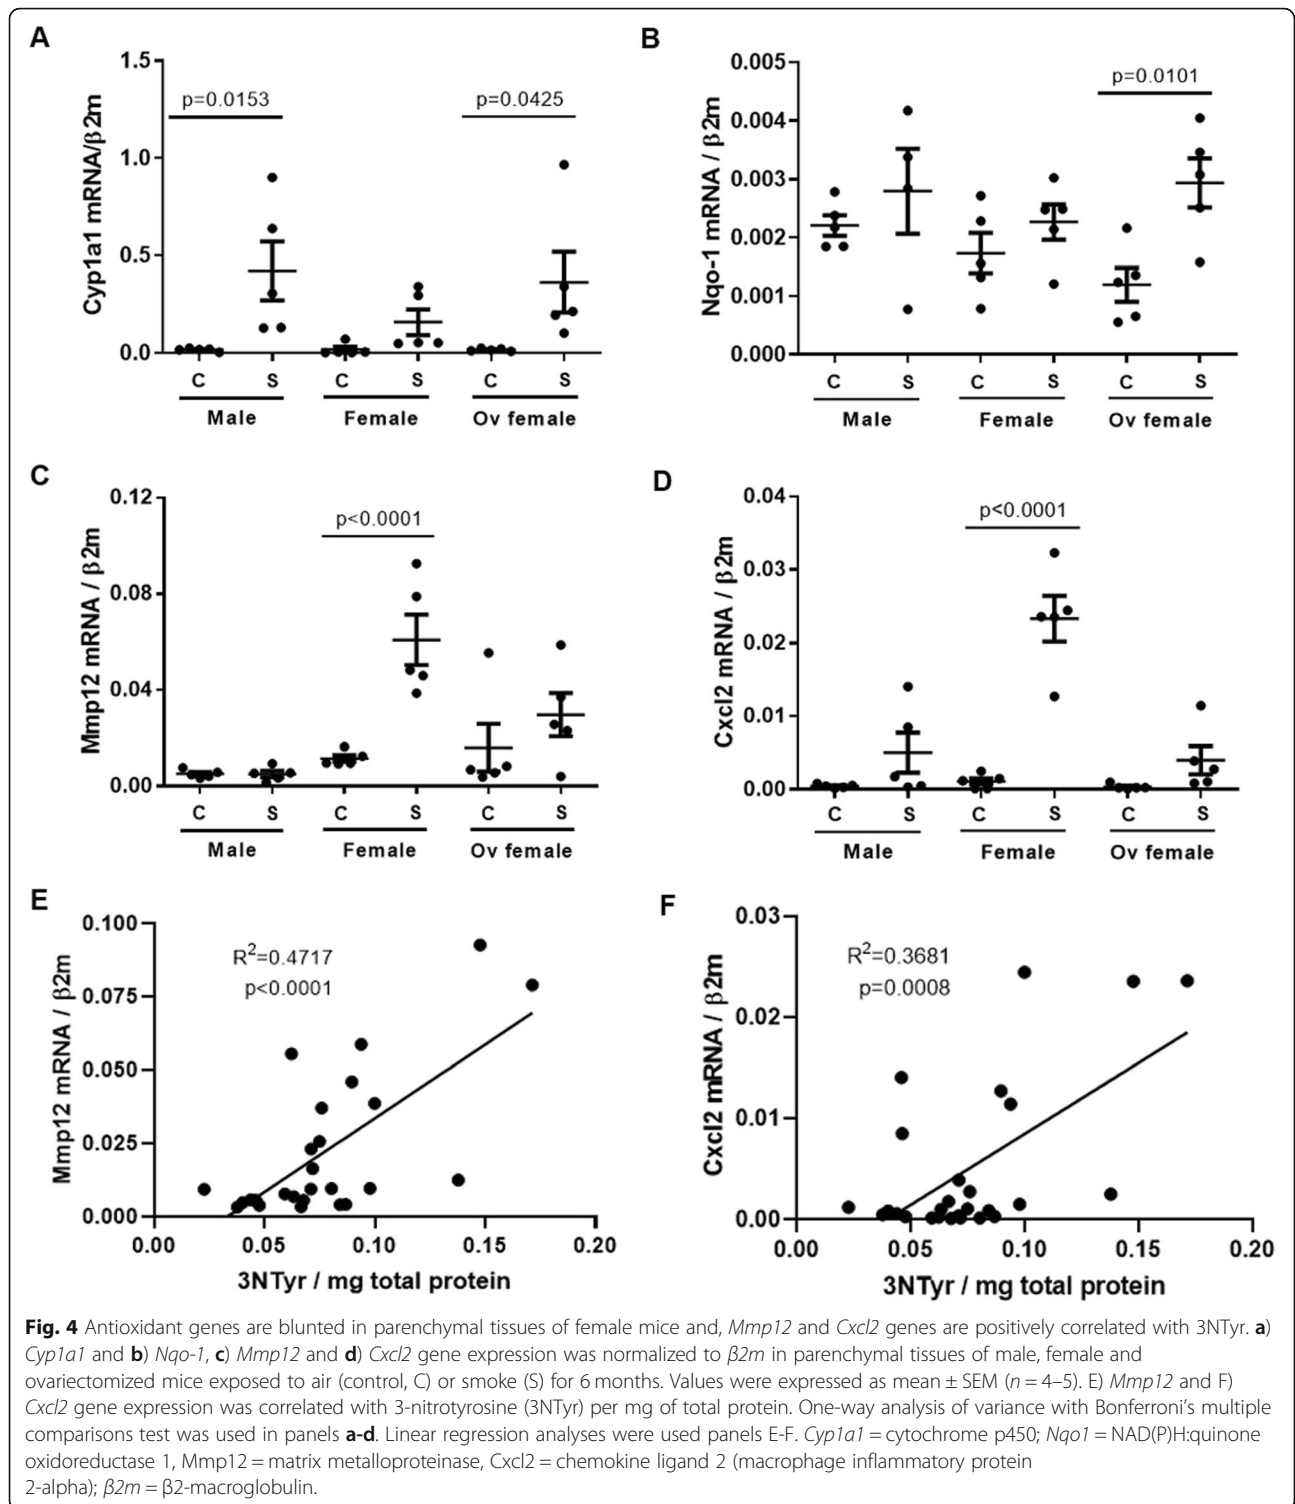 A
1.5
1.0
0.5
0.0
Cyp1a1 mRNA/β2m
p=0.0153
p=0.0425
C S C S C S
Male Female Ov female
B
0.005
0.004
0.003
0.002
0.001
0.000
Nqo-1 mRNA / β2m
p=0.0101
C S C S C S
Male Female Ov female
C
0.12
0.08
0.04
0.00
Mmp12 mRNA / β2m
p<0.0001
C S C S C S
Male Female Ov female
D
0.04
0.03
0.02
0.01
0.00
Cxcl2 mRNA / β2m
p<0.0001
C S C S C S
Male Female Ov female
E
0.100
0.075
0.050
0.025
0.000
Mmp12 mRNA / β2m
R²=0.4717
p<0.0001
0.00 0.05 0.10 0.15 0.20
3NTyr / mg total protein
F
0.03
0.02
0.01
0.00
Cxcl2 mRNA / β2m
R²=0.3681
p=0.0008
0.00 0.05 0.10 0.15 0.20
3NTyr / mg total protein
Fig. 4 Antioxidant genes are blunted in parenchymal tissues of female mice and, Mmp12 and Cxcl2 genes are positively correlated with 3NTyr. a)
Cyp1a1 and b) Nqo-1, c) Mmp12 and d) Cxcl2 gene expression was normalized to β2m in parenchymal tissues of male, female and
ovariectomized mice exposed to air (control, C) or smoke (S) for 6 months. Values were expressed as mean ± SEM (n = 4–5). E) Mmp12 and F)
Cxcl2 gene expression was correlated with 3-nitrotyrosine (3NTyr) per mg of total protein. One-way analysis of variance with Bonferroni's multiple
comparisons test was used in panels a-d. Linear regression analyses were used panels E-F. Cyp1a1 = cytochrome p450; Nqo1 = NAD(P)H:quinone
oxidoreductase 1, Mmp12 = matrix metalloproteinase, Cxcl2 = chemokine ligand 2 (macrophage inflammatory protein
2-alpha); β2m = β2-macroglobulin.